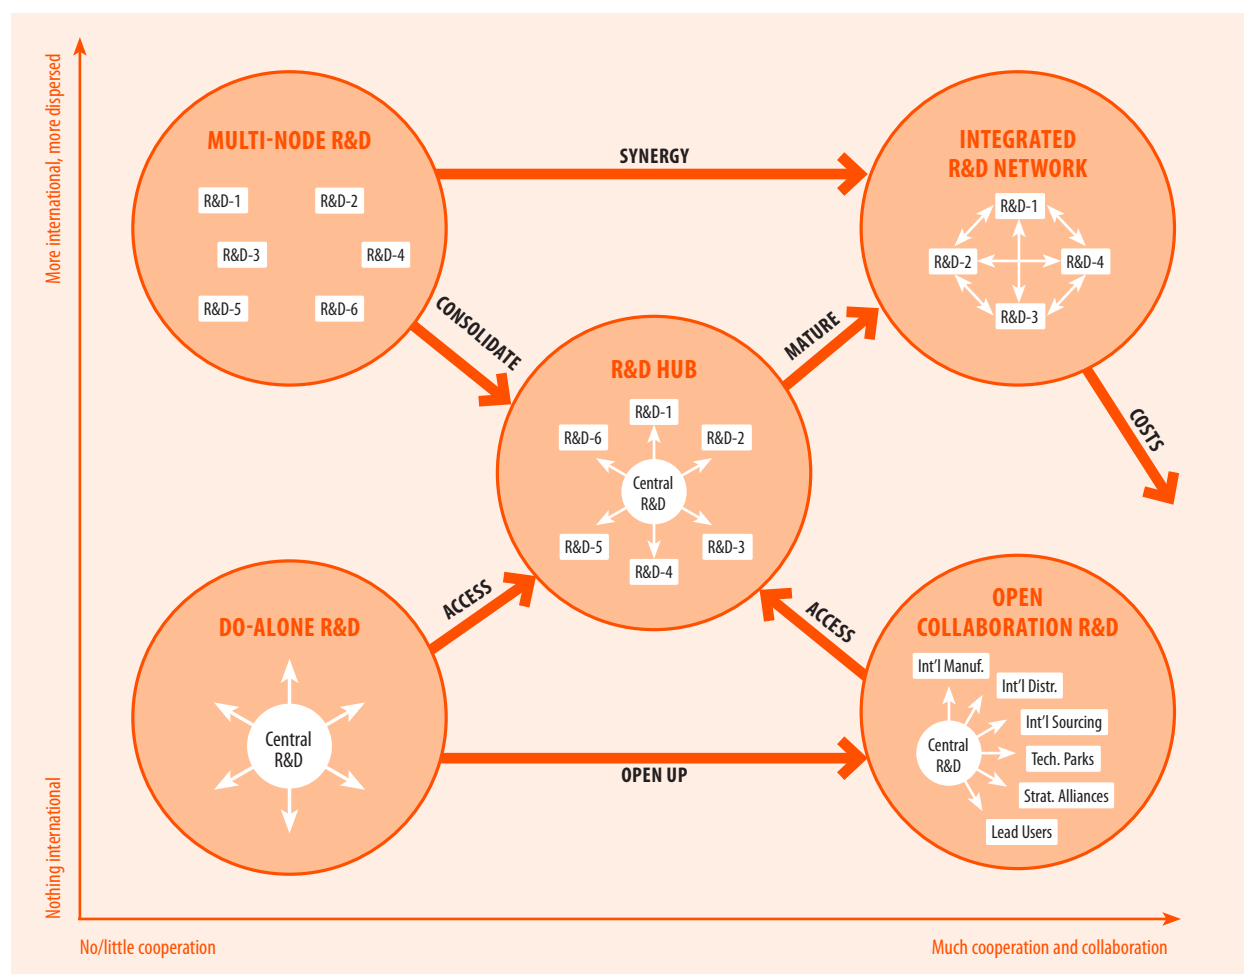 More international, more dispersed
Nothing international
MULTI-NODE R&D
R&D-1
R&D-2
R&D-3
R&D-4
R&D-5
R&D-6
SYNERGY
INTEGRATED
R&D NETWORK
R&D-1
R&D-2
R&D-4
R&D-3
CONSOLIDATE
MATURE
COSTS
R&D HUB
R&D-1
R&D-6
R&D-2
Central
R&D
R&D-5
R&D-3
R&D-4
ACCESS
ACCESS
DO-ALONE R&D
Central
R&D
OPEN UP
OPEN
COLLABORATION R&D
Int'l Manuf.
Int'l Distr.
Int'l Sourcing
Central
R&D
Tech. Parks
Strat. Alliances
Lead Users
No/little cooperation
Much cooperation and collaboration